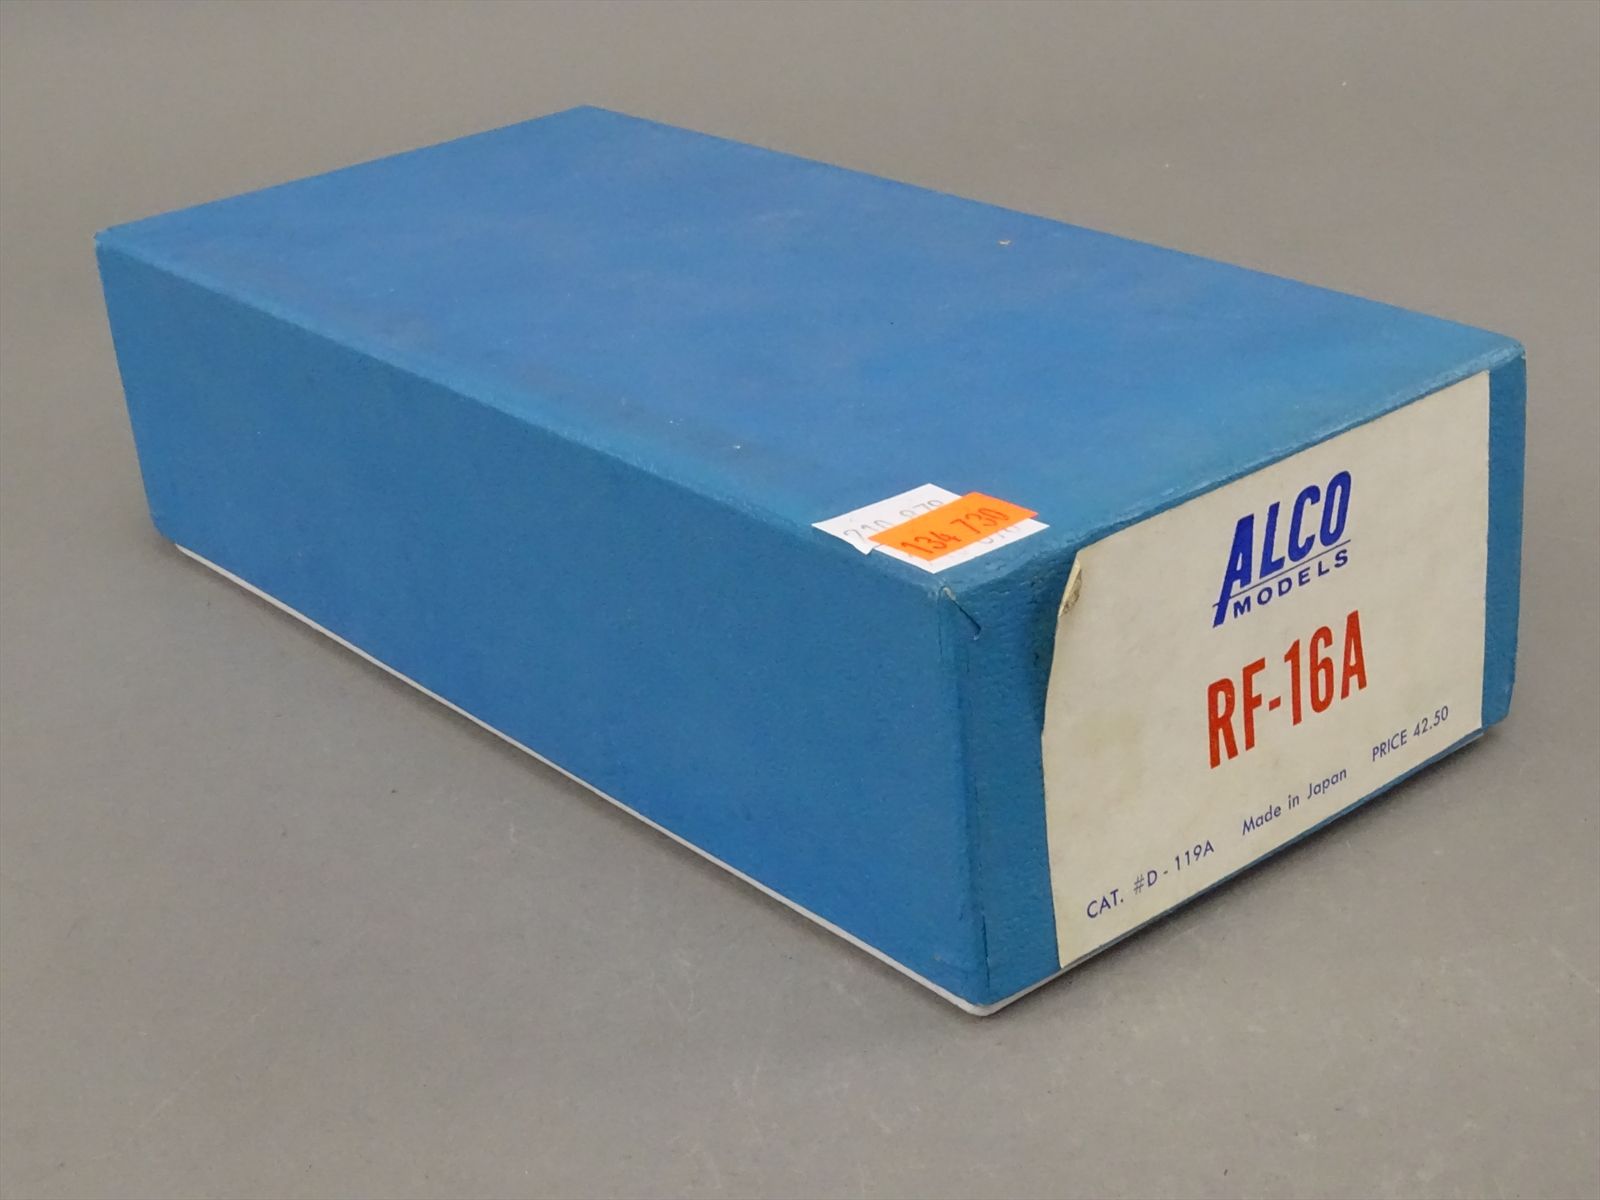 134 730
ALCO
MODELS
RF-16A
CAT. #D - 119A Made in Japan PRICE 42.50